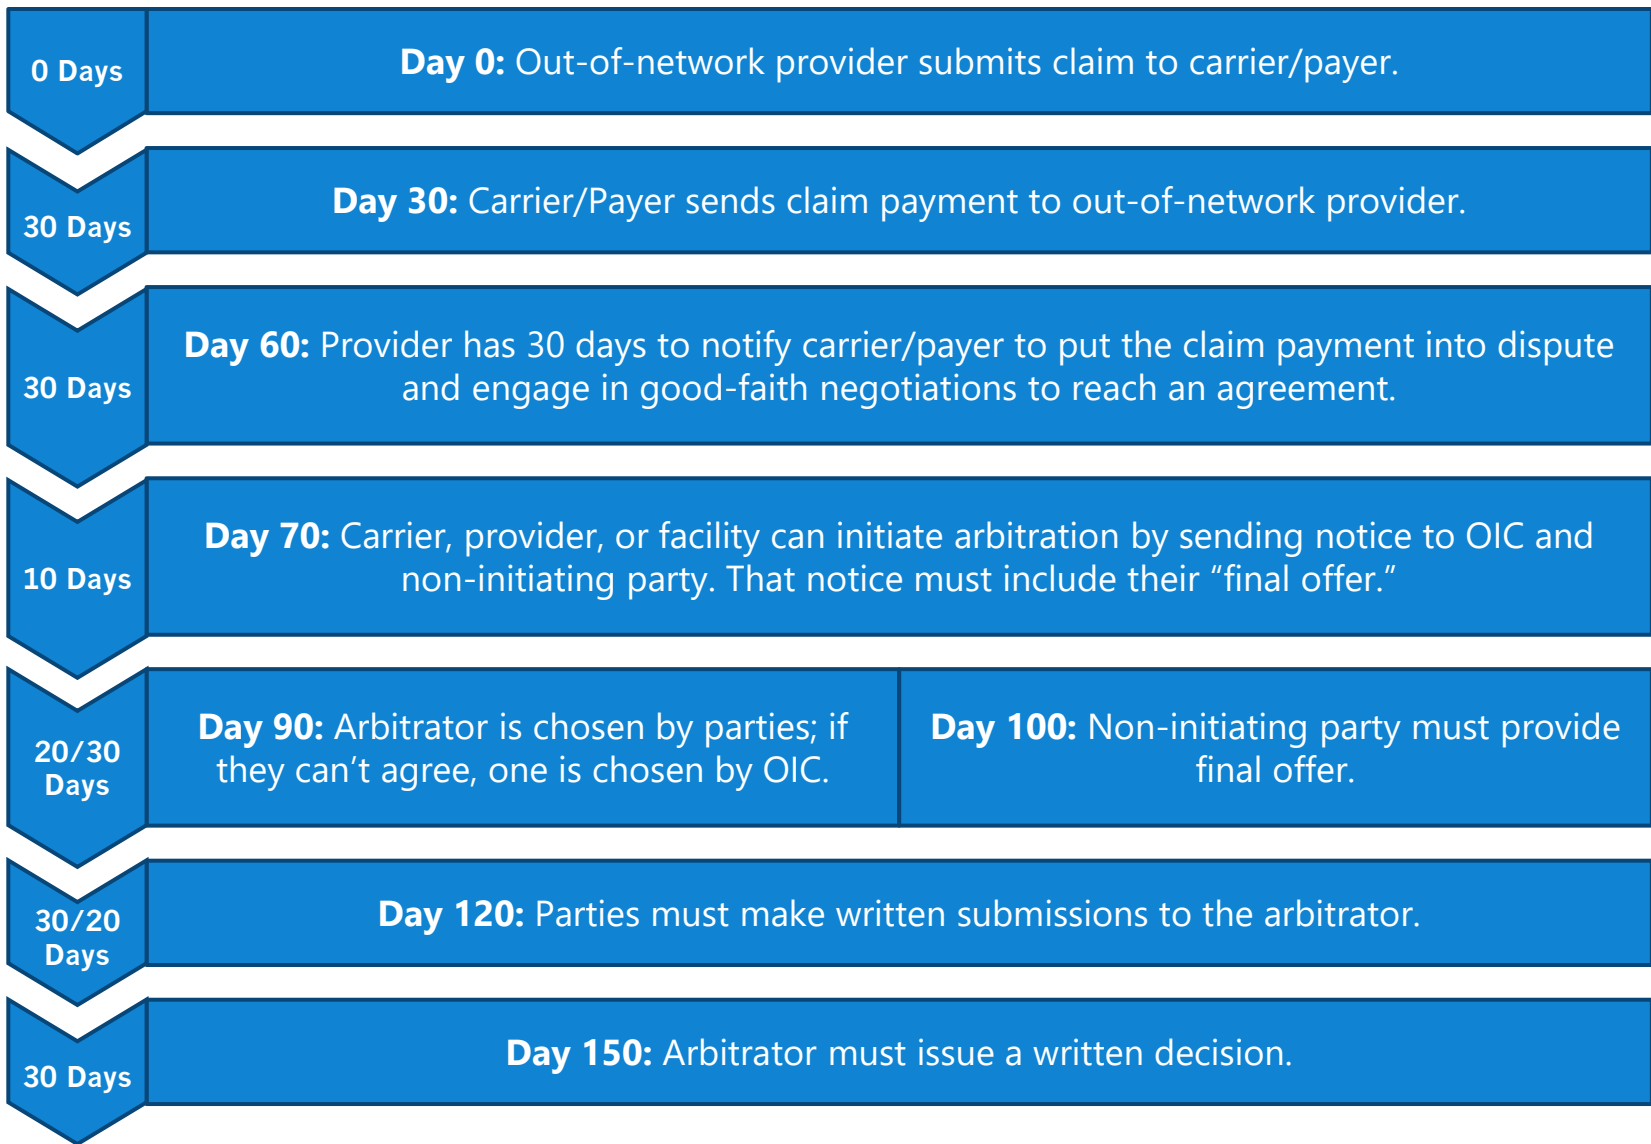 0 Days
Day 0: Out-of-network provider submits claim to carrier/payer.
30 Days
Day 30: Carrier/Payer sends claim payment to out-of-network provider.
30 Days
Day 60: Provider has 30 days to notify carrier/payer to put the claim payment into dispute
and engage in good-faith negotiations to reach an agreement.
10 Days
Day 70: Carrier, provider, or facility can initiate arbitration by sending notice to OIC and
non-initiating party. That notice must include their “final offer.”
20/30
Days
Day 90: Arbitrator is chosen by parties; if
they can’t agree, one is chosen by OIC.
Day 100: Non-initiating party must provide
final offer.
30/20
Days
Day 120: Parties must make written submissions to the arbitrator.
30 Days
Day 150: Arbitrator must issue a written decision.